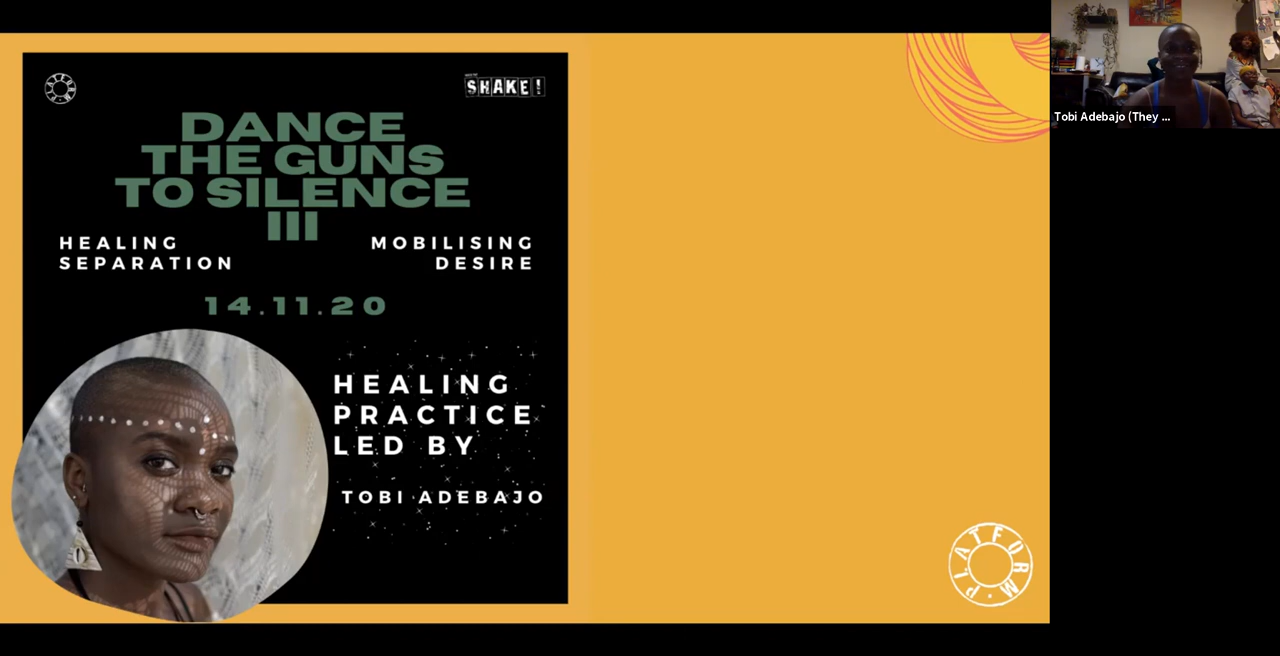 PLATFORM
SHAKE!
DANCE
THE GUNS
TO SILENCE
III
HEALING
SEPARATION
MOBILISING
DESIRE
14.11.20
HEALING
PRACTICE
LED BY
TOBI ADEBAJO
PLATFORM
Tobi Adebajo (They ...